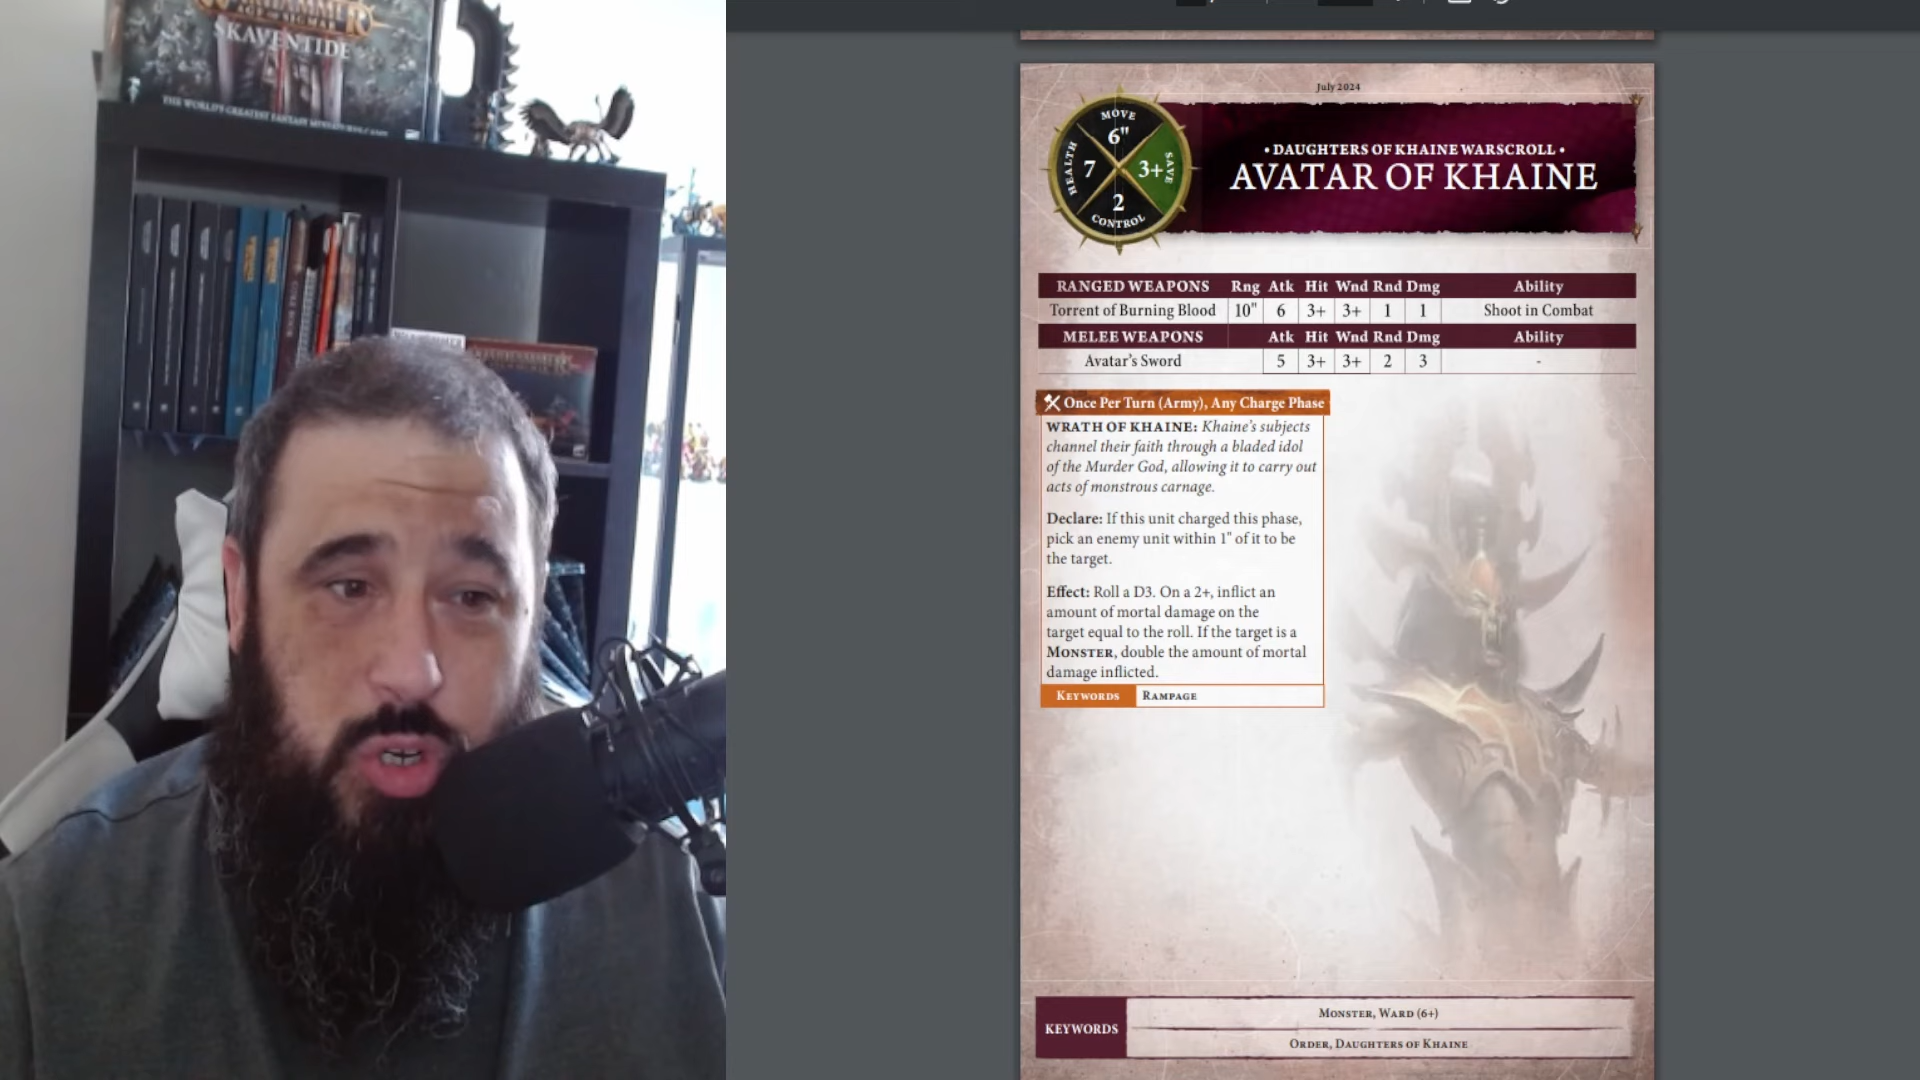 SKAVENTIDE
THE WORLD'S GREATEST FANTASY MINIATURES
July 2024
MOVE
6"
HEALTH
7
3+
SAVE
2
CONTROL
• DAUGHTERS OF KHAINE WARSCROLL •
AVATAR OF KHAINE
RANGED WEAPONS Rng Atk Hit Wnd Rnd Dmg Ability
Torrent of Burning Blood 10" 6 3+ 3+ 1 1 Shoot in Combat
MELEE WEAPONS Atk Hit Wnd Rnd Dmg Ability
Avatar's Sword 5 3+ 3+ 2 3 -
Once Per Turn (Army), Any Charge Phase
WRATH OF KHAINE: Khaine's subjects
channel their faith through a bladed idol
of the Murder God, allowing it to carry out
acts of monstrous carnage.
Declare: If this unit charged this phase,
pick an enemy unit within 1" of it to be
the target.
Effect: Roll a D3. On a 2+, inflict an
amount of mortal damage on the
target equal to the roll. If the target is a
MONSTER, double the amount of mortal
damage inflicted.
KEYWORDS RAMPAGE
KEYWORDS
MONSTER, WARD (6+)
ORDER, DAUGHTERS OF KHAINE